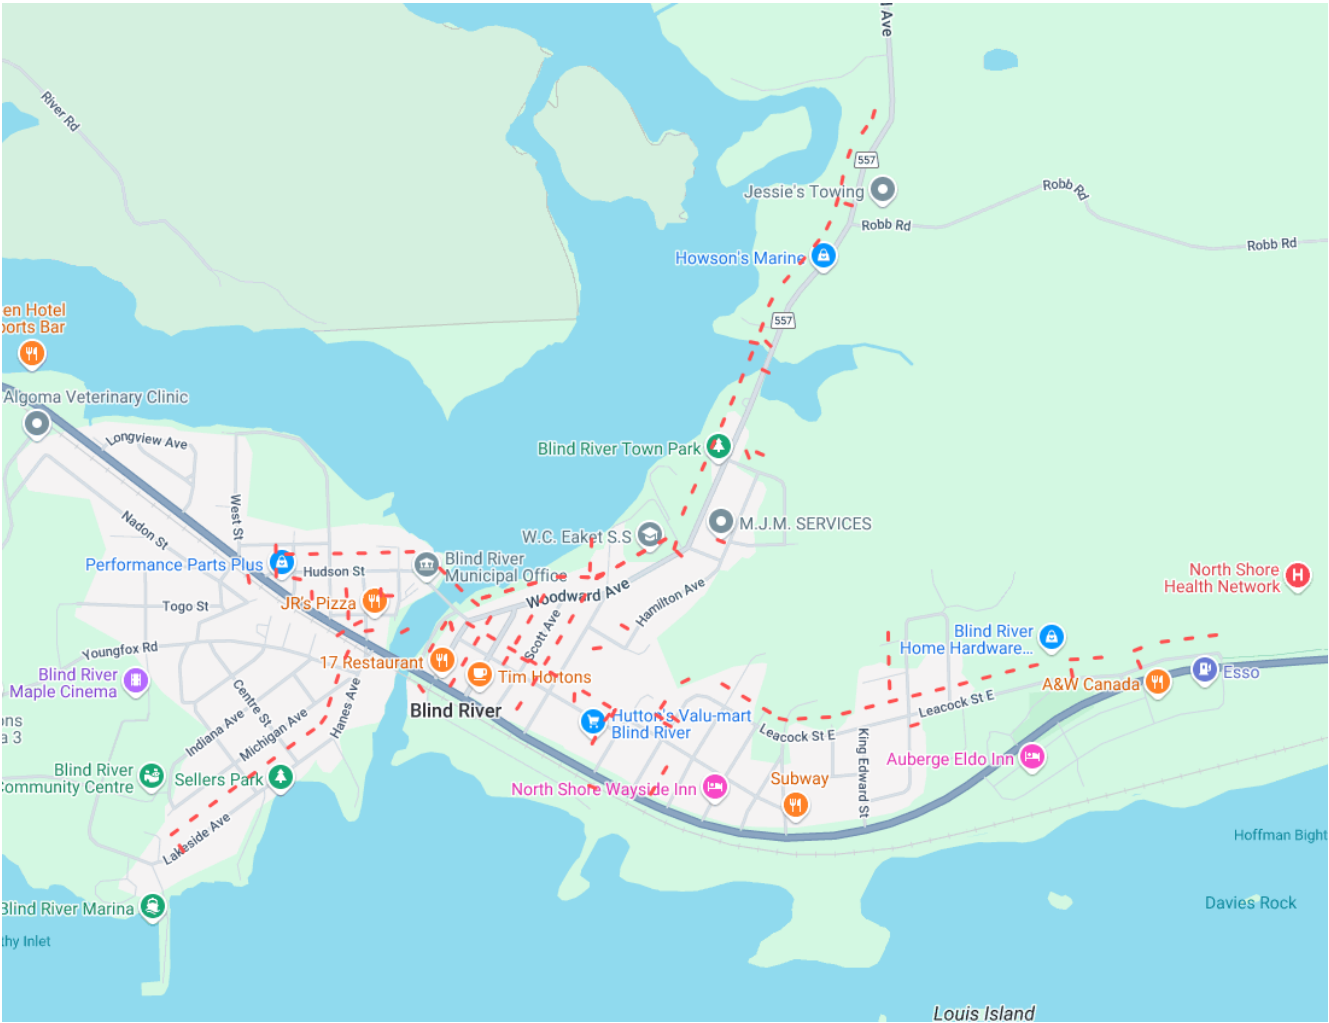 l Ave
River Rd
557
Jessie's Towing
Robb Rd
Robb Rd
Robb Rd
Howson's Marine
en Hotel
ports Bar
557
Algoma Veterinary Clinic
Longview Ave
Blind River Town Park
West St
Nadon St
W.C. Eaket S.S
M.J.M. SERVICES
Performance Parts Plus
Hudson St
Blind River
Municipal Office
North Shore
Health Network
H
Togo St
JR's Pizza
Woodward Ave
Hamilton Ave
Scott Ave
Youngfox Rd
17 Restaurant
Blind River
Home Hardware...
Blind River
Maple Cinema
Tim Hortons
Esso
A&W Canada
Centre St
Hanes Ave
Blind River
Leacock St E
ons
a 3
Indiana Ave
Michigan Ave
Hutton's Valu-mart
Blind River
Leacock St E
King Edward St
Auberge Eldo Inn
Blind River
Community Centre
Sellers Park
North Shore Wayside Inn
Subway
Lakeside Ave
Hoffman Bight
Blind River Marina
Davies Rock
thy Inlet
Louis Island